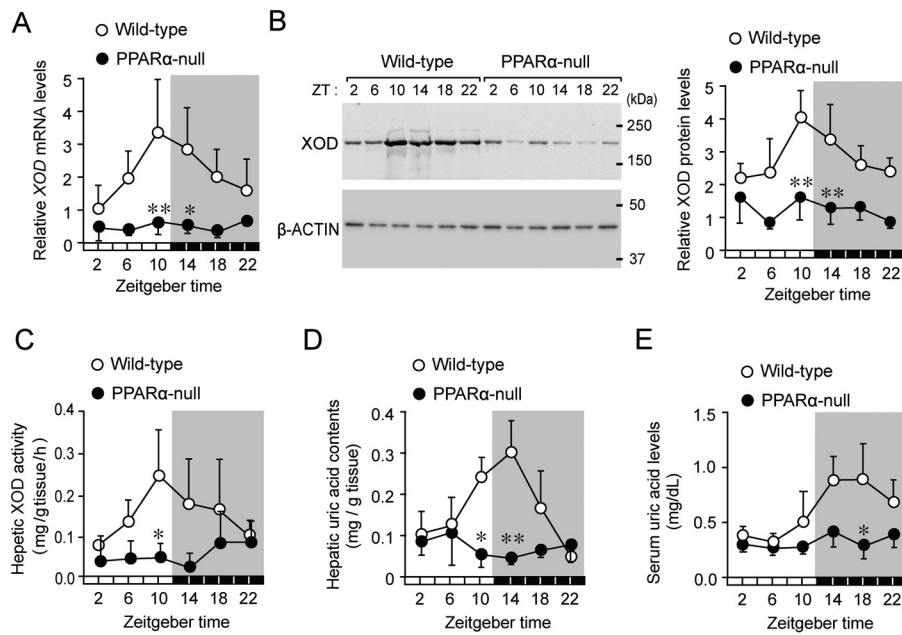 A
Wild-type
PPARα-null
Relative XOD mRNA levels
5
4
3
2
1
0
** *
2 6 10 14 18 22
Zeitgeber time
B
Wild-type PPARα-null
ZT : 2 6 10 14 18 22 2 6 10 14 18 22 (kDa)
XOD
250
150
β-ACTIN
50
37
Wild-type
PPARα-null
Relative XOD protein levels
5
4
3
2
1
0
** **
2 6 10 14 18 22
Zeitgeber time
C
Wild-type
PPARα-null
Hepetic XOD activity
(mg /gtissue/h)
0.4
0.3
0.2
0.1
0.0
*
2 6 10 14 18 22
Zeitgeber time
D
Wild-type
PPARα-null
Hepatic uric acid contents
(mg / g tissue)
0.4
0.3
0.2
0.1
0
* **
2 6 10 14 18 22
Zeitgeber time
E
Wild-type
PPARα-null
Serum uric acid levels
(mg/dL)
1.5
1.0
0.5
0.0
*
2 6 10 14 18 22
Zeitgeber time